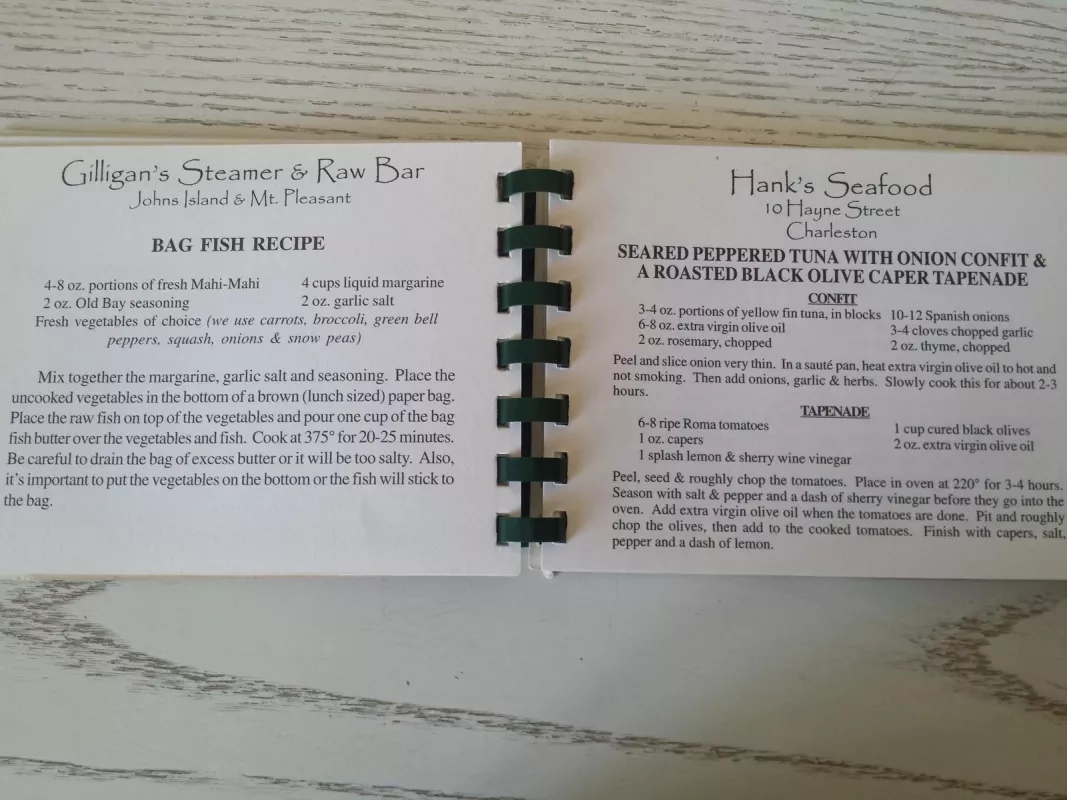 Gilligan's Steamer & Raw Bar
Johns Island & Mt. Pleasant
BAG FISH RECIPE
4-8 oz. portions of fresh Mahi-Mahi 4 cups liquid margarine
2 oz. Old Bay seasoning 2 oz. garlic salt
Fresh vegetables of choice (we use carrots, broccoli, green bell
peppers, squash, onions & snow peas)
Mix together the margarine, garlic salt and seasoning. Place the
uncooked vegetables in the bottom of a brown (lunch sized) paper bag.
Place the raw fish on top of the vegetables and pour one cup of the bag
fish butter over the vegetables and fish. Cook at 375° for 20-25 minutes.
Be careful to drain the bag of excess butter or it will be too salty. Also,
it's important to put the vegetables on the bottom or the fish will stick to
the bag.
Hank's Seafood
10 Hayne Street
Charleston
SEARED PEPPERED TUNA WITH ONION CONFIT &
A ROASTED BLACK OLIVE CAPER TAPENADE
CONFIT
3-4 oz. portions of yellow fin tuna, in blocks 10-12 Spanish onions
6-8 oz. extra virgin olive oil 3-4 cloves chopped garlic
2 oz. rosemary, chopped 2 oz. thyme, chopped
Peel and slice onion very thin. In a sauté pan, heat extra virgin olive oil to hot and
not smoking. Then add onions, garlic & herbs. Slowly cook this for about 2-3
hours.
TAPENADE
6-8 ripe Roma tomatoes 1 cup cured black olives
1 oz. capers 2 oz. extra virgin olive oil
1 splash lemon & sherry wine vinegar
Peel, seed & roughly chop the tomatoes. Place in oven at 220° for 3-4 hours.
Season with salt & pepper and a dash of sherry vinegar before they go into the
oven. Add extra virgin olive oil when the tomatoes are done. Pit and roughly
chop the olives, then add to the cooked tomatoes. Finish with capers, salt,
pepper and a dash of lemon.